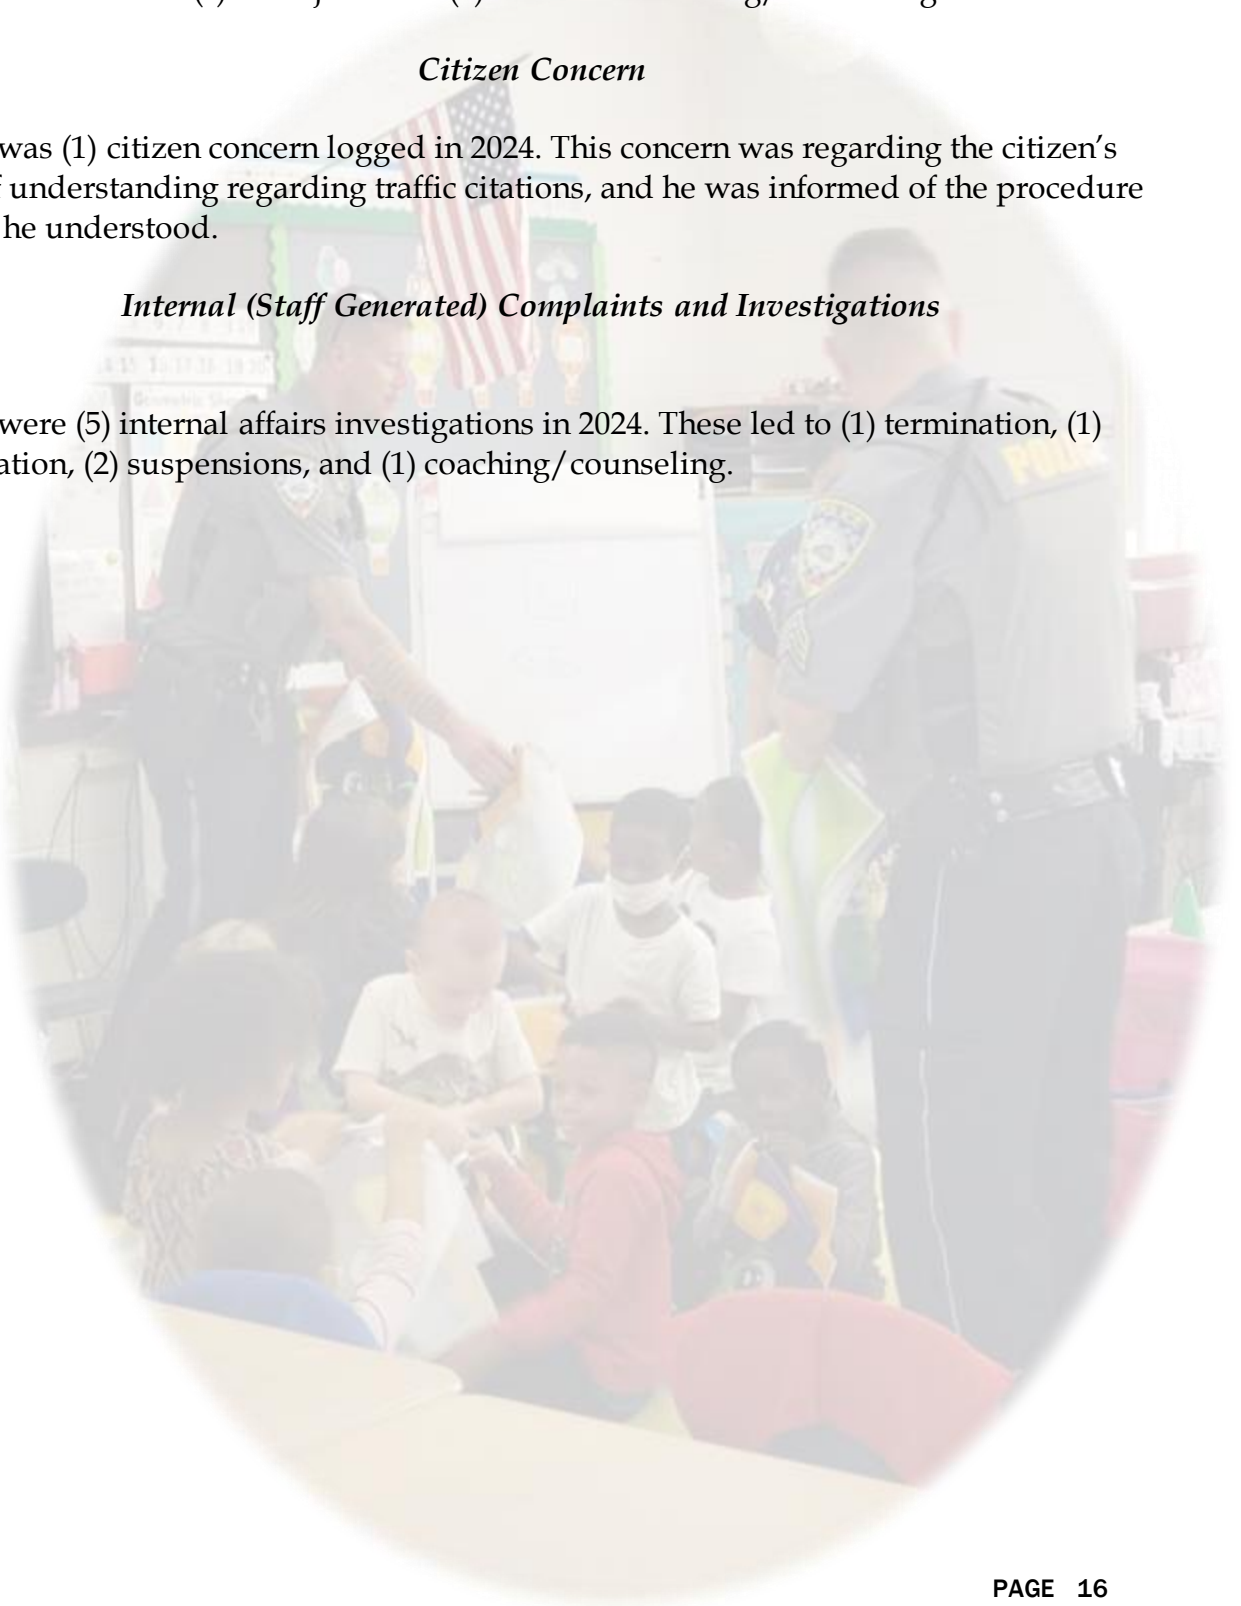 Citizen Concern
was (1) citizen concern logged in 2024. This concern was regarding the citizen's
understanding regarding traffic citations, and he was informed of the procedure
he understood.
Internal (Staff Generated) Complaints and Investigations
were (5) internal affairs investigations in 2024. These led to (1) termination, (1)
ation, (2) suspensions, and (1) coaching/counseling.
PAGE 16